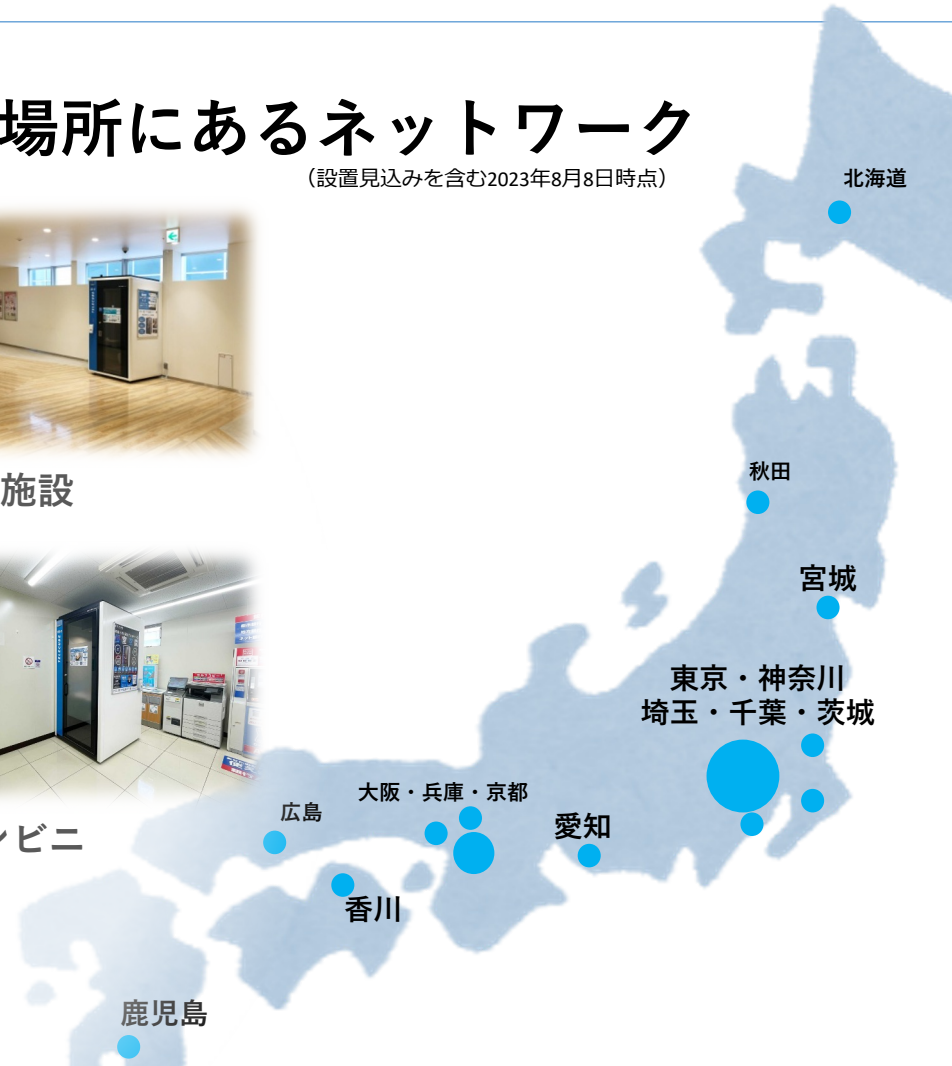 場所にあるネットワーク
（設置見込みを含む2023年8月8日時点）
北海道
施設
秋田
宮城
東京・神奈川
埼玉・千葉・茨城
大阪・兵庫・京都
広島
愛知
ンビニ
香川
鹿児島